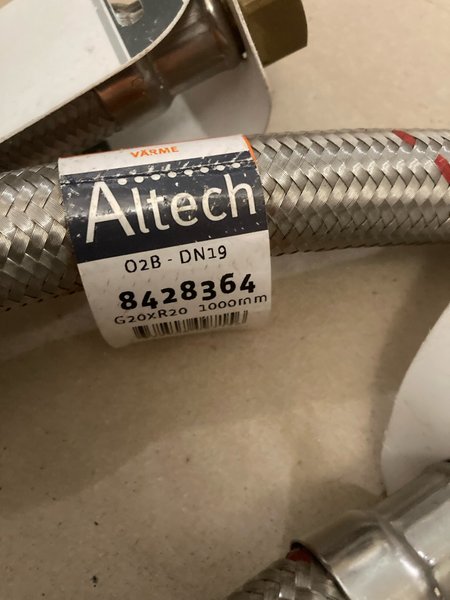 VÄRME
Altech
O2B - DN19
8428364
G20xR20 1000mm